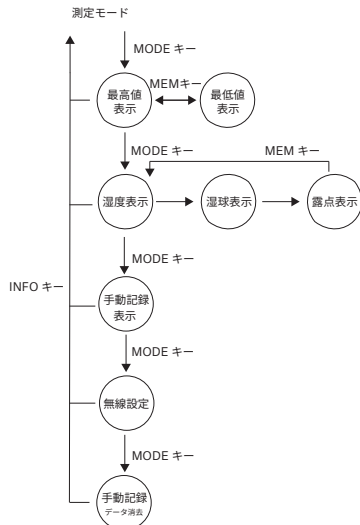 測定モード
MODE キー
最高値
表示
MEMキー
最低値
表示
MODE キー
MEM キー
湿度表示
湿球表示
露点表示
MODE キー
INFO キー
手動記録
表示
MODE キー
無線設定
MODE キー
手動記録
データ消去